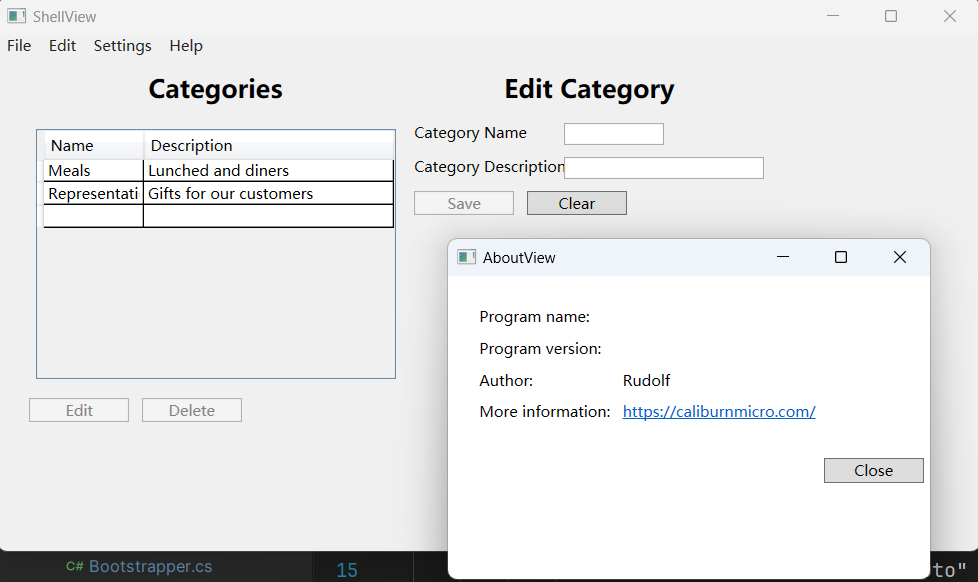 ShellView
File Edit Settings Help
Categories
Name Description
Meals Lunched and diners
Representati Gifts for our customers
Edit Delete
Edit Category
Category Name
Category Description
Save Clear
AboutView
Program name:
Program version:
Author: Rudolf
More information: https://caliburnmicro.com/
Close
C# Bootstrapper.cs
15
to"